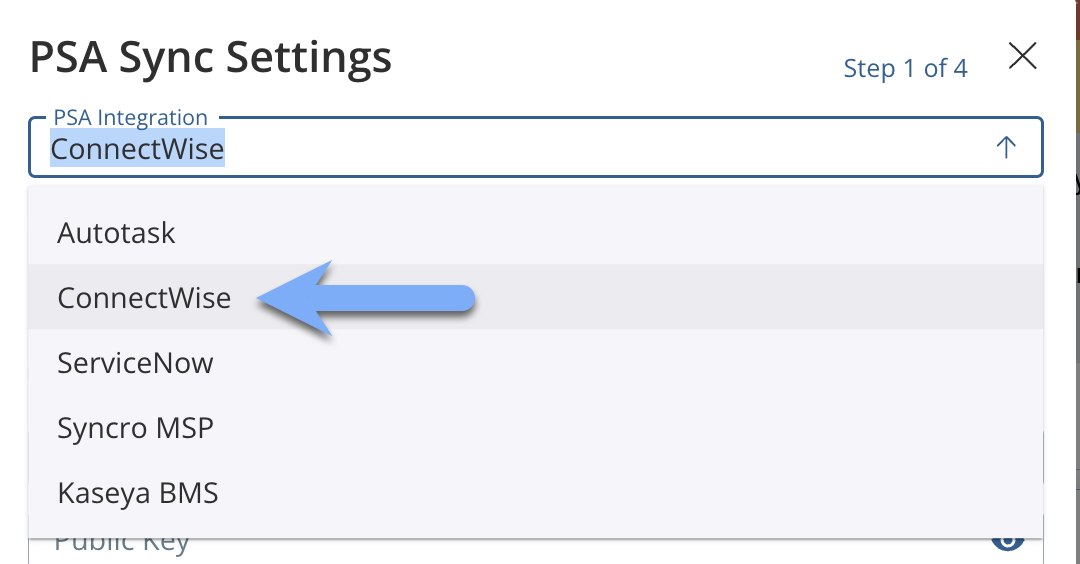 PSA Sync Settings
Step 1 of 4
PSA Integration
ConnectWise
Autotask
ConnectWise
ServiceNow
Syncro MSP
Kaseya BMS
Public Key